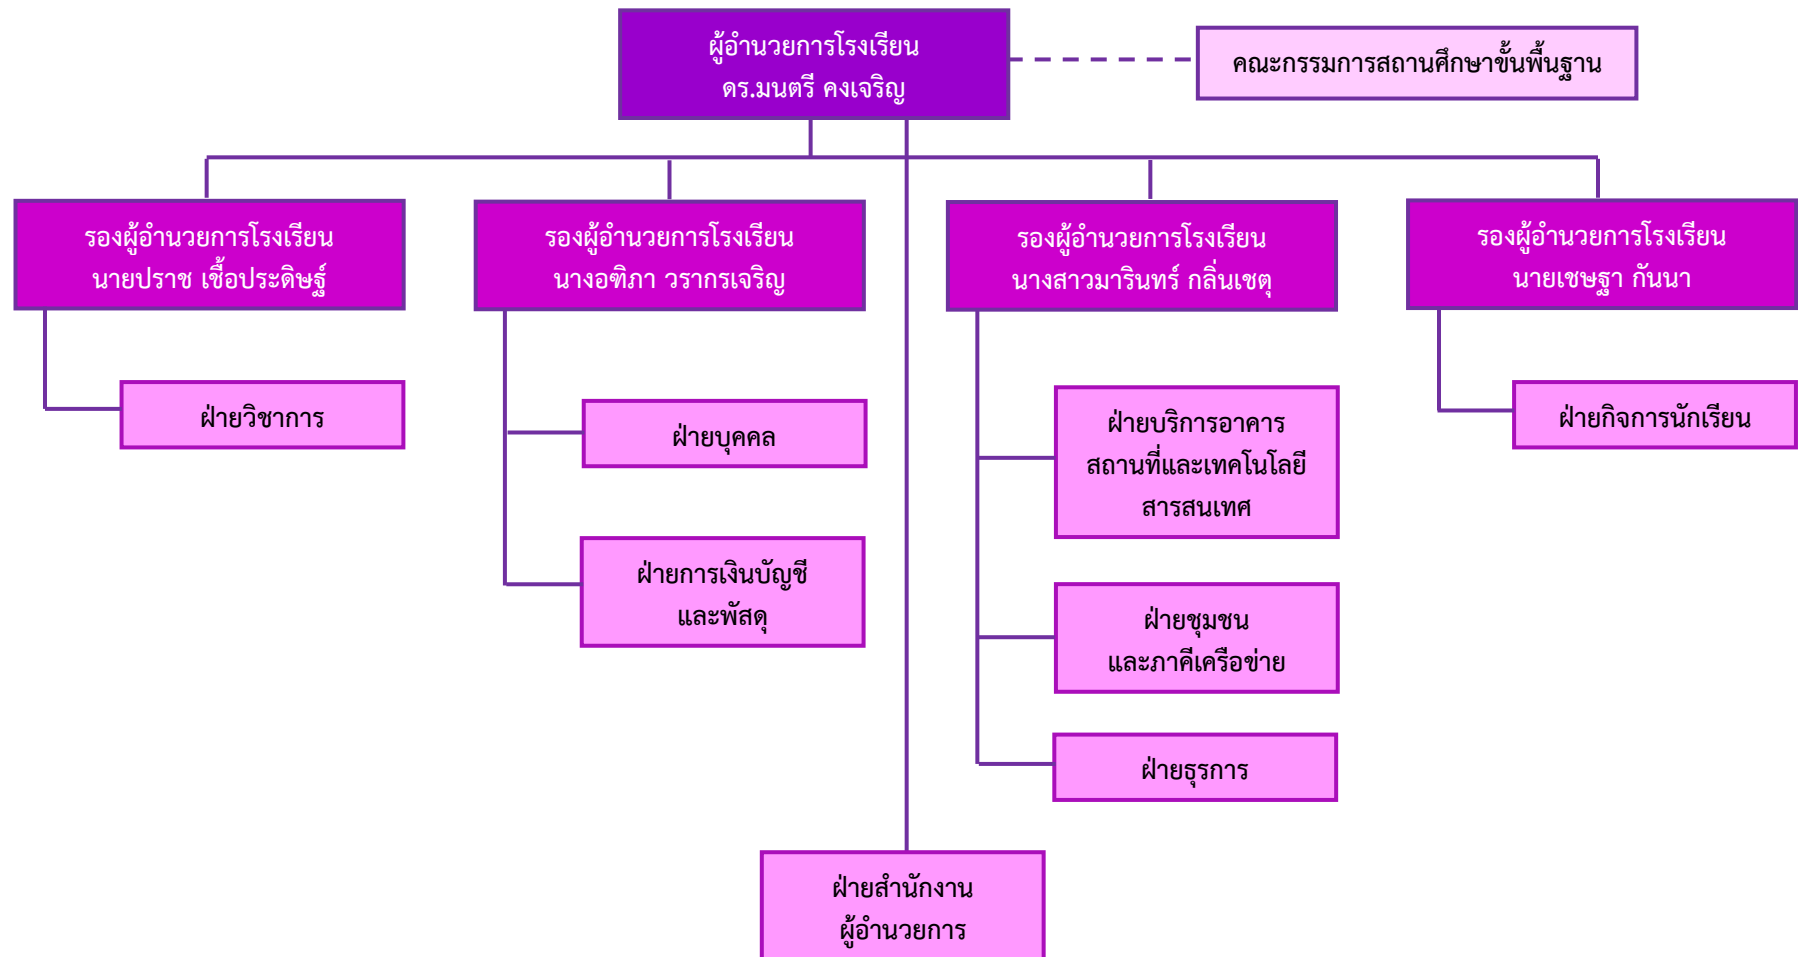 ผู้อำนวยการโรงเรียน
ดร.มนตรี คงเจริญ
คณะกรรมการสถานศึกษาขั้นพื้นฐาน
รองผู้อำนวยการโรงเรียน
นายปราช เชื้อประดิษฐ์
รองผู้อำนวยการโรงเรียน
นางอฑิภา วรากรเจริญ
รองผู้อำนวยการโรงเรียน
นางสาวมารินทร์ กลิ่นเชตุ
รองผู้อำนวยการโรงเรียน
นายเชษฐา กันนา
ฝ่ายวิชาการ
ฝ่ายบุคคล
ฝ่ายการเงินบัญชี
และพัสดุ
ฝ่ายบริการอาคาร
สถานที่และเทคโนโลยี
สารสนเทศ
ฝ่ายชุมชน
และภาคีเครือข่าย
ฝ่ายธุรการ
ฝ่ายกิจการนักเรียน
ฝ่ายสำนักงาน
ผู้อำนวยการ